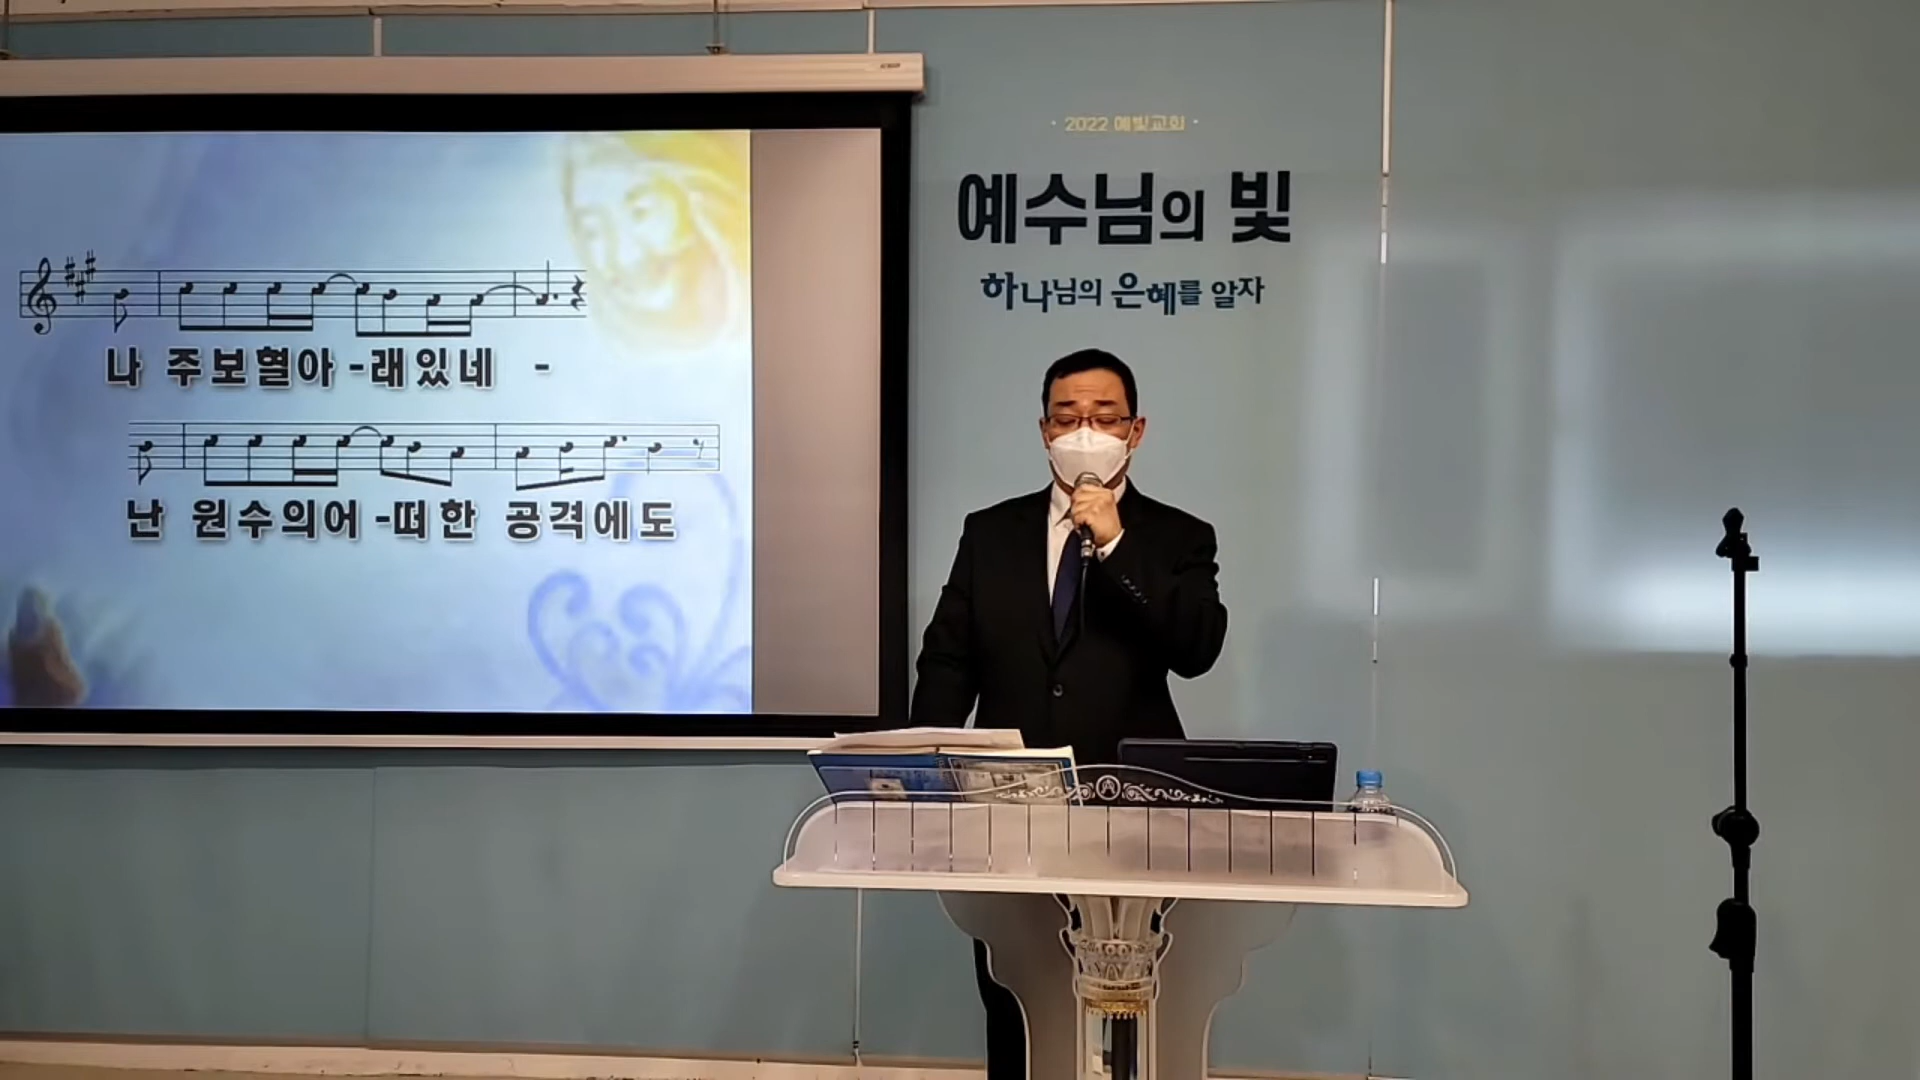 나 주보혈아-래있네 -
난 원수의어-떠한 공격에도
· 2022 예빛교회 ·
예수님의 빛
하나님의 은혜를 알자